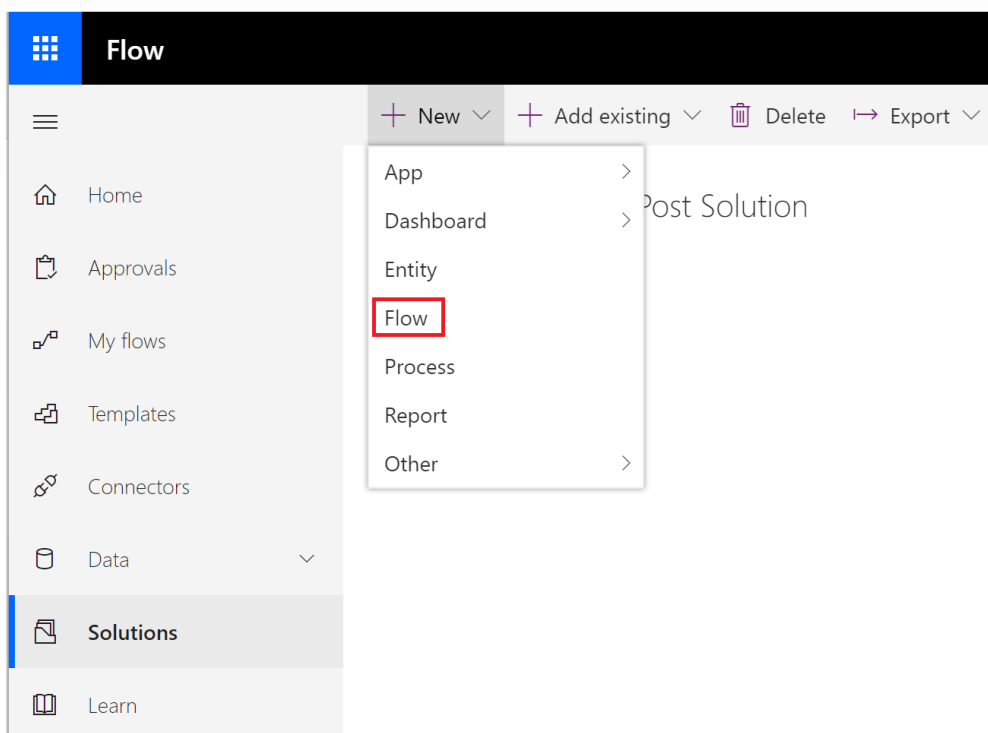 Flow
New
Add existing
Delete
Export
Home
Approvals
My flows
Templates
Connectors
Data
Solutions
Learn
App
Dashboard
Entity
Flow
Process
Report
Other
Post Solution